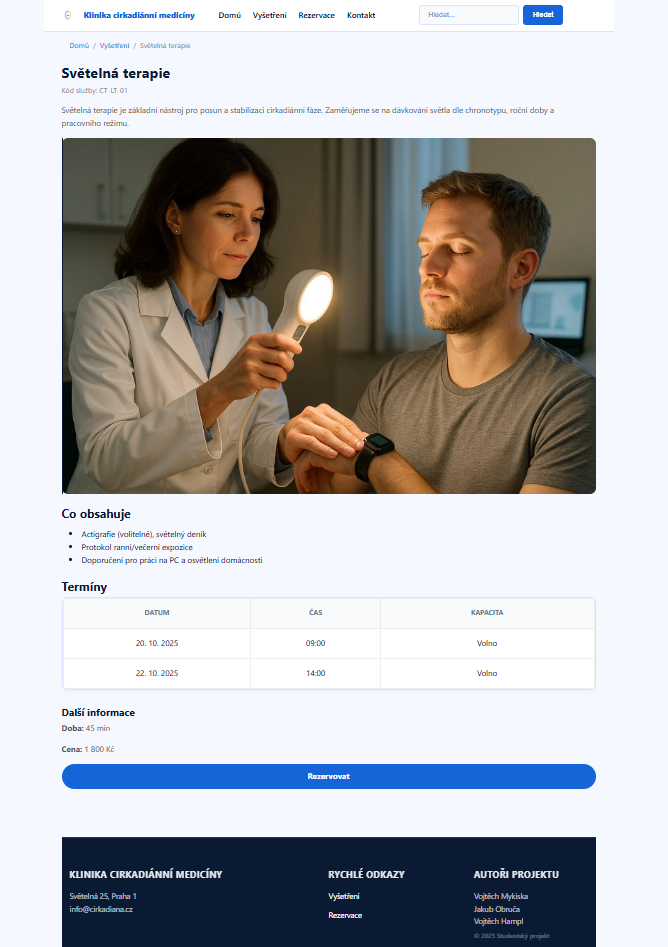 Klinika cirkadiánní medicíny
Domů Vyšetření Rezervace Kontakt
Hledat...
Hledat
Domů / Vyšetření / Světelná terapie
Světelná terapie
Kód služby: CT-LT-01
Světelná terapie je základní nástroj pro posun a stabilizaci cirkadiánní fáze. Zaměřujeme se na dávkování světla dle chronotypu, roční doby a
pracovního režimu.
Co obsahuje
Actigrafie (volitelně), světelný deník
Protokol ranní/večerní expozice
Doporučení pro práci na PC a osvětlení domácnosti
Termíny
DATUM ČAS KAPACITA
20. 10. 2025 09:00 Volno
22. 10. 2025 14:00 Volno
Další informace
Doba: 45 min
Cena: 1 800 Kč
Rezervovat
KLINIKA CIRKADIÁNNÍ MEDICÍNY
Světelná 25, Praha 1
info@cirkadiana.cz
RYCHLÉ ODKAZY
Vyšetření
Rezervace
AUTOŘI PROJEKTU
Vojtěch Mykiska
Jakub Obruča
Vojtěch Hampl
© 2025 Studentský projekt